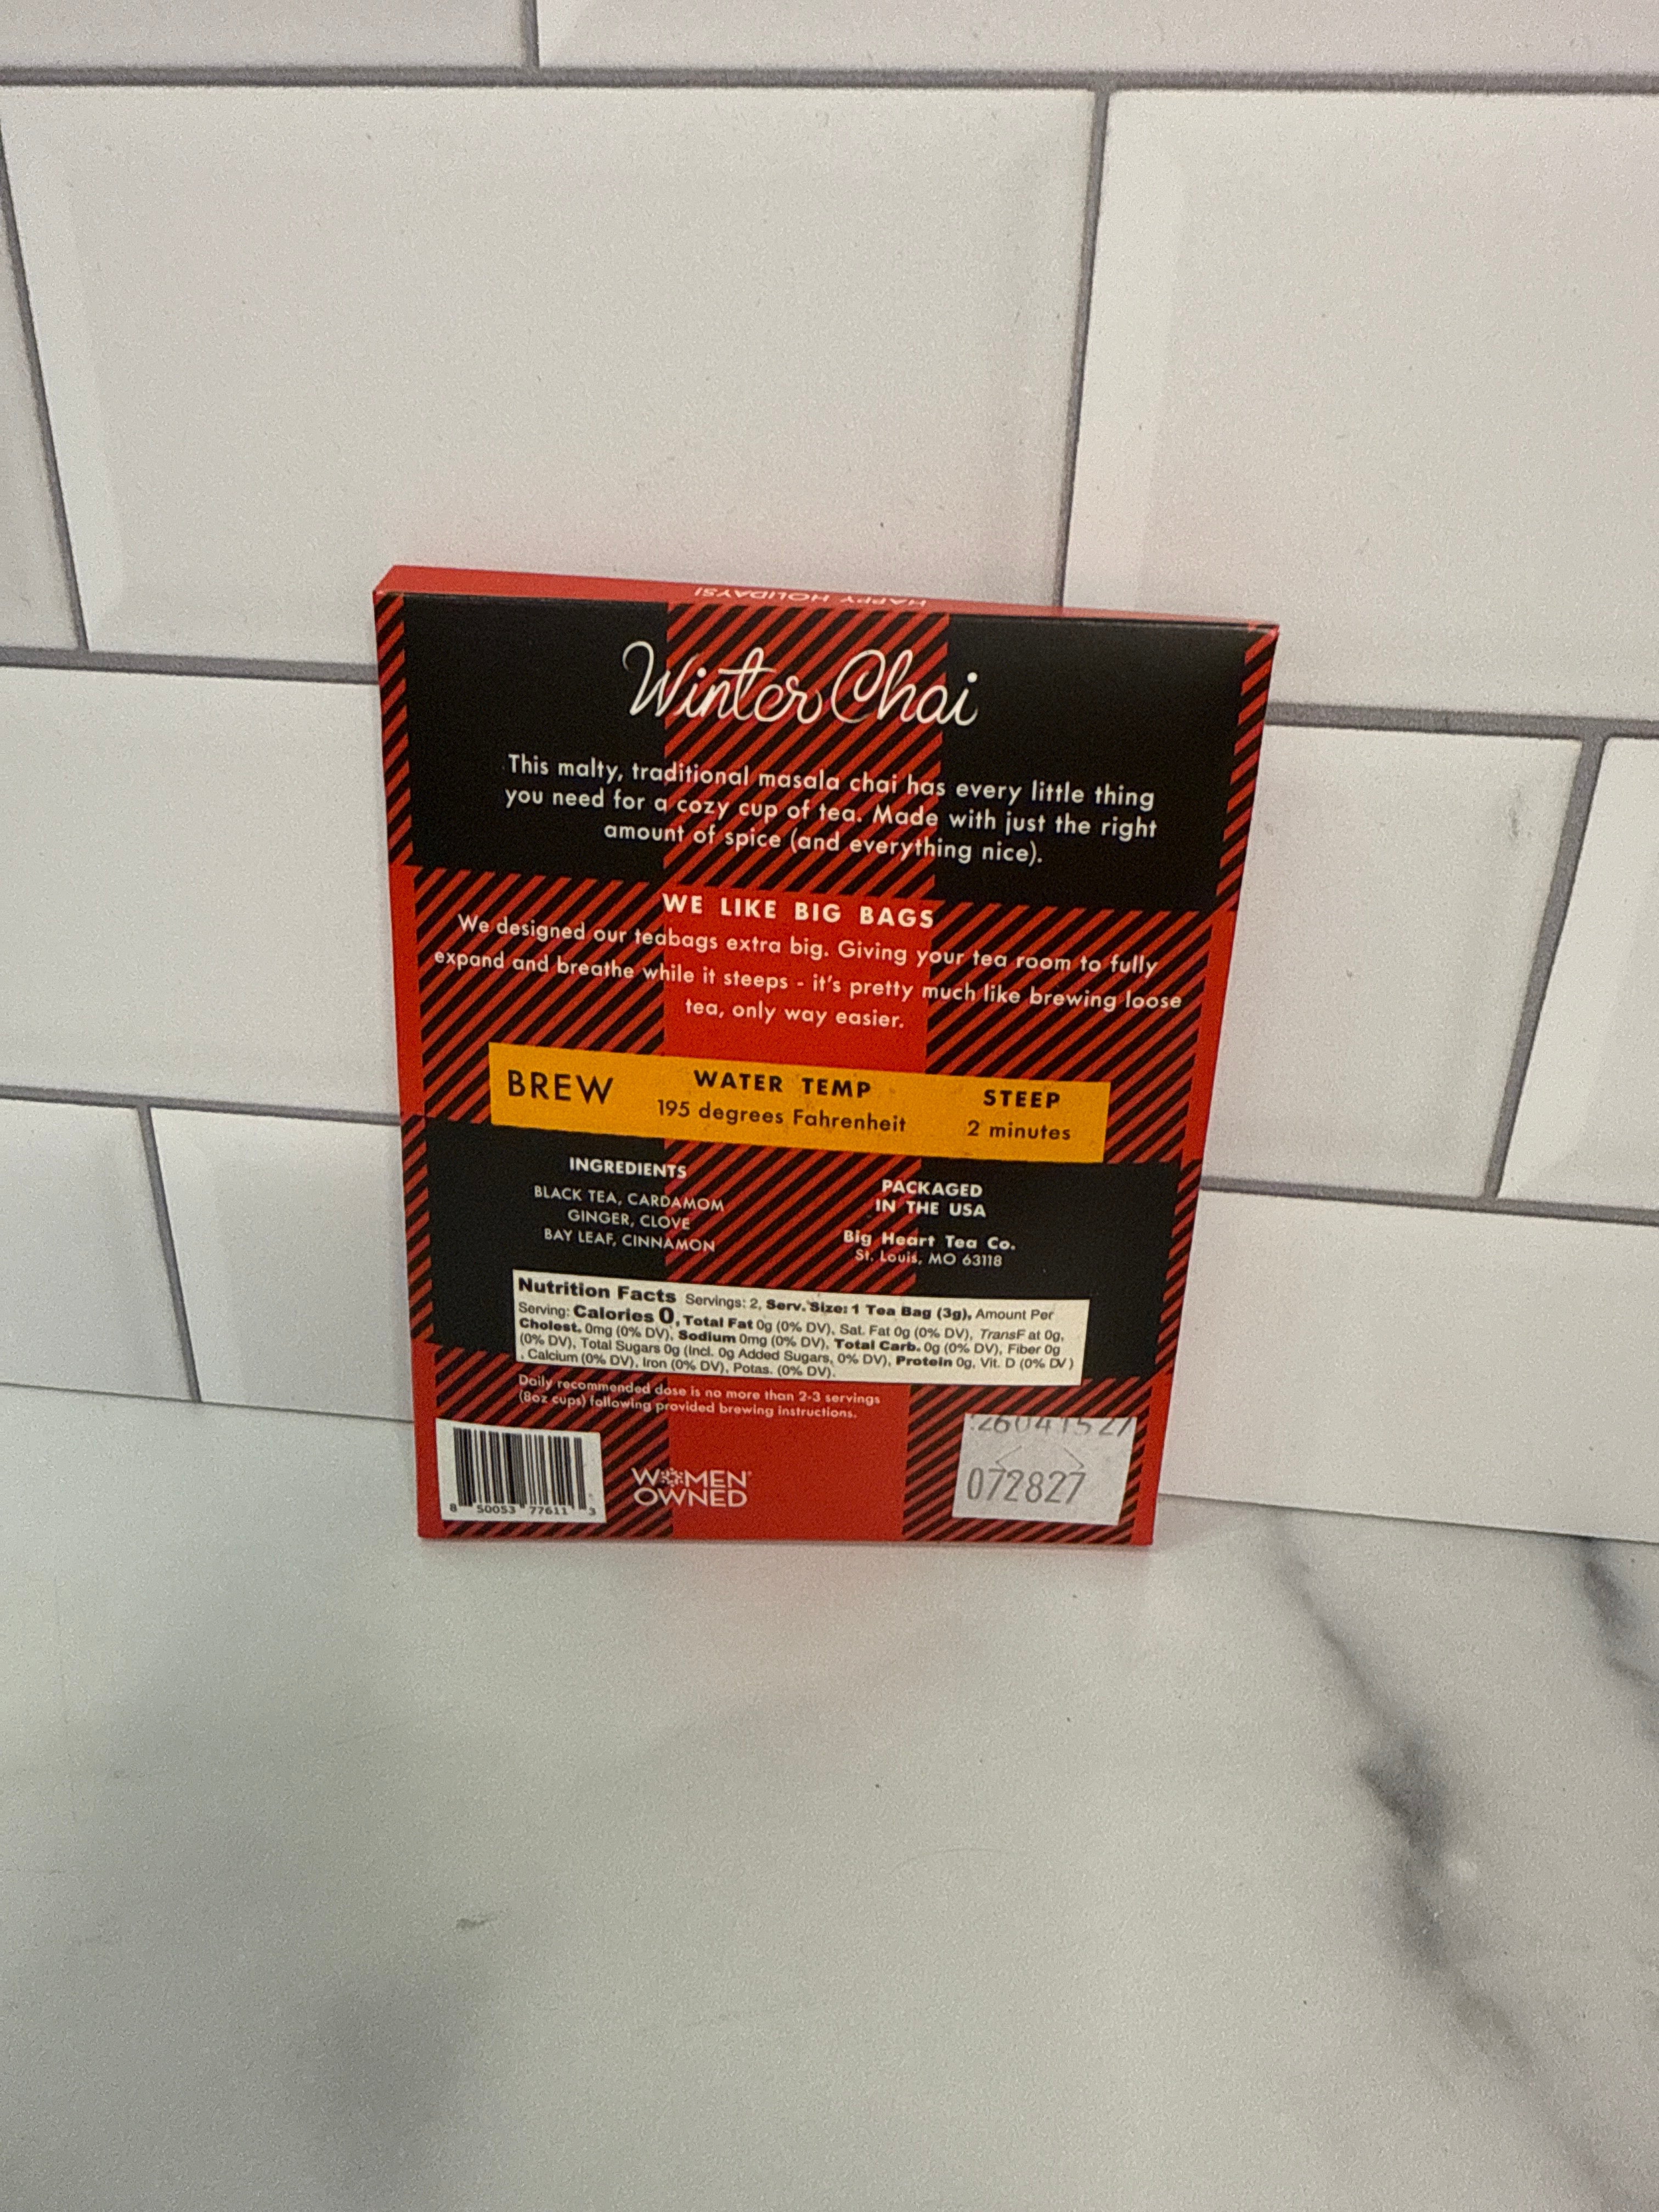 HAPPY HOLIDAYS!
Winter Chai
This malty, traditional masala chai has every little thing
you need for a cozy cup of tea. Made with just the right
amount of spice (and everything nice).
WE LIKE BIG BAGS
We designed our teabags extra big. Giving your tea room to fully
expand and breathe while it steeps - it's pretty much like brewing loose
tea, only way easier.
BREW
WATER TEMP
195 degrees Fahrenheit
STEEP
2 minutes
INGREDIENTS
BLACK TEA, CARDAMOM
GINGER, CLOVE
BAY LEAF, CINNAMON
PACKAGED
IN THE USA
Big Heart Tea Co.
St. Louis, MO 63118
Nutrition Facts Servings: 2, Serv. Size: 1 Tea Bag (3g), Amount Per
Serving: Calories 0, Total Fat 0g (0% DV), Sat. Fat 0g (0% DV), TransF at 0g,
Cholest. 0mg (0% DV), Sodium 0mg (0% DV), Total Carb. 0g (0% DV), Fiber 0g
(0% DV), Total Sugars 0g (Incl. 0g Added Sugars, 0% DV), Protein 0g, Vit. D (0% DV)
, Calcium (0% DV), Iron (0% DV), Potas. (0% DV).
Daily recommended dose is no more than 2-3 servings
(8oz cups) following provided brewing instructions.
8 50053 77611 3
WOMEN
OWNED
26041527
072827